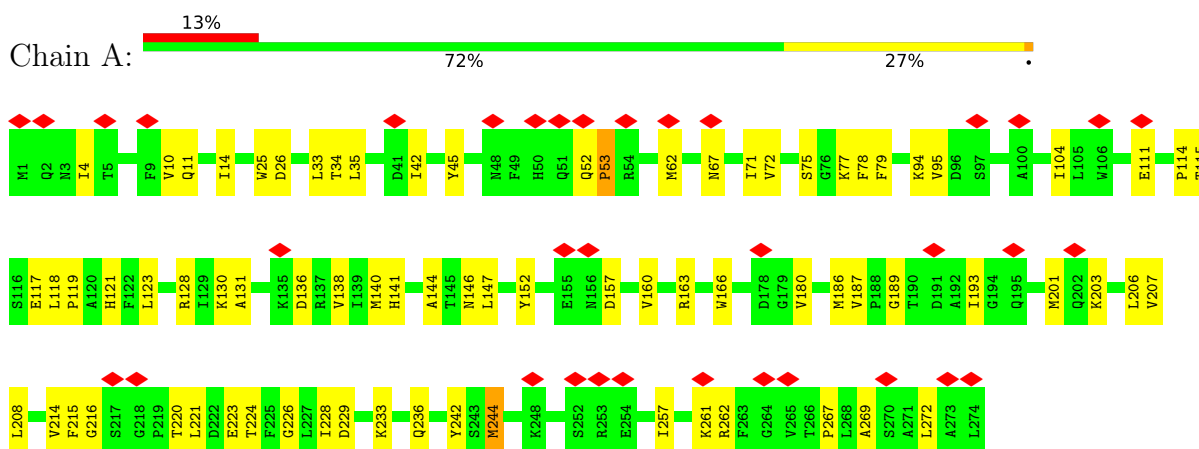 13%
Chain A:
72% 27% •
M1 Q2 N3 I4 T5 F9 V10 Q11 I14 W25 D26 L33 T34 L35 D41 I42 Y45 N48 F49 H50 Q51 Q52 P53 R54 M62 N67 I71 V72 S75 G76 K77 F78 F79 K94 V95 D96 S97 A100 I104 L105 W106 E111 P114 T115
S116 E117 L118 P119 A120 H121 F122 L123 R128 I129 K130 A131 K135 D136 R137 V138 I139 M140 H141 A144 T145 N146 L147 Y152 E155 N156 D157 V160 R163 W166 D178 G179 V180 M186 V187 P188 G189 T190 D191 A192 I193 G194 Q195 M201 Q202 K203 L206 V207
L208 V214 F215 G216 S217 G218 P219 T220 L221 D222 E223 T224 F225 G226 L227 I228 D229 K233 Q236 Y242 S243 M244 K248 S252 R253 E254 I257 K261 R262 F263 G264 V265 T266 P267 L268 A269 S270 A271 L272 A273 L274